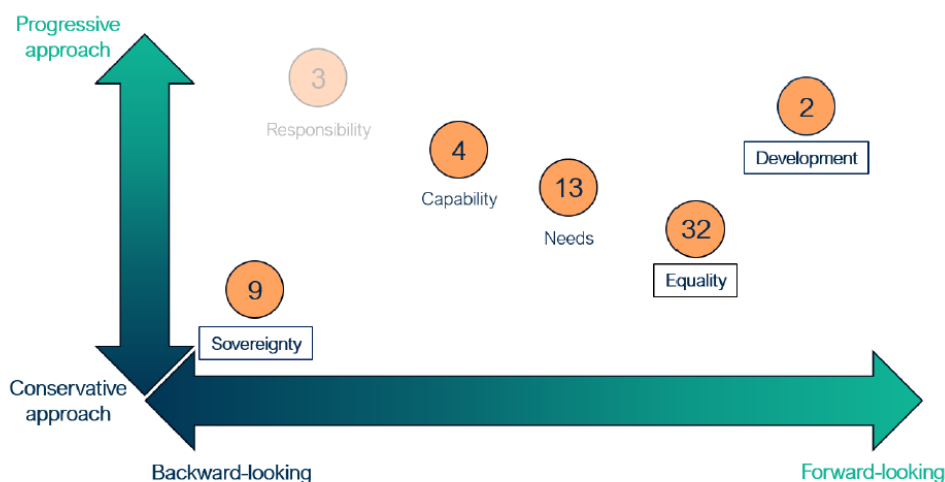 Progressive
approach
3
Responsibility
2
Development
4
Capability
13
Needs
32
Equality
9
Sovereignty
Conservative
approach
Backward-looking
Forward-looking